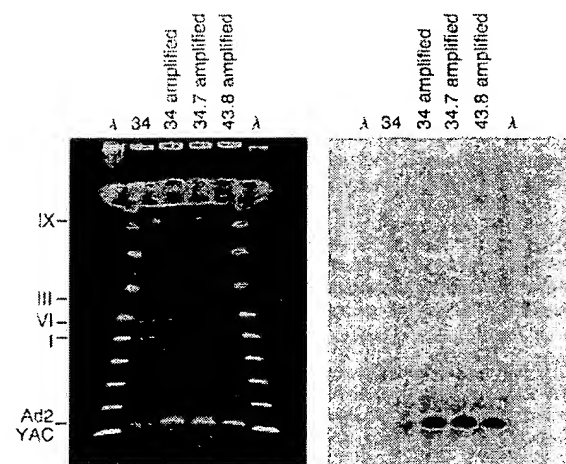 λ 34 34 amplified 34.7 amplified 43.8 amplified λ
λ 34 34 amplified 34.7 amplified 43.8 amplified λ
IX
III
VI
I
Ad2
YAC